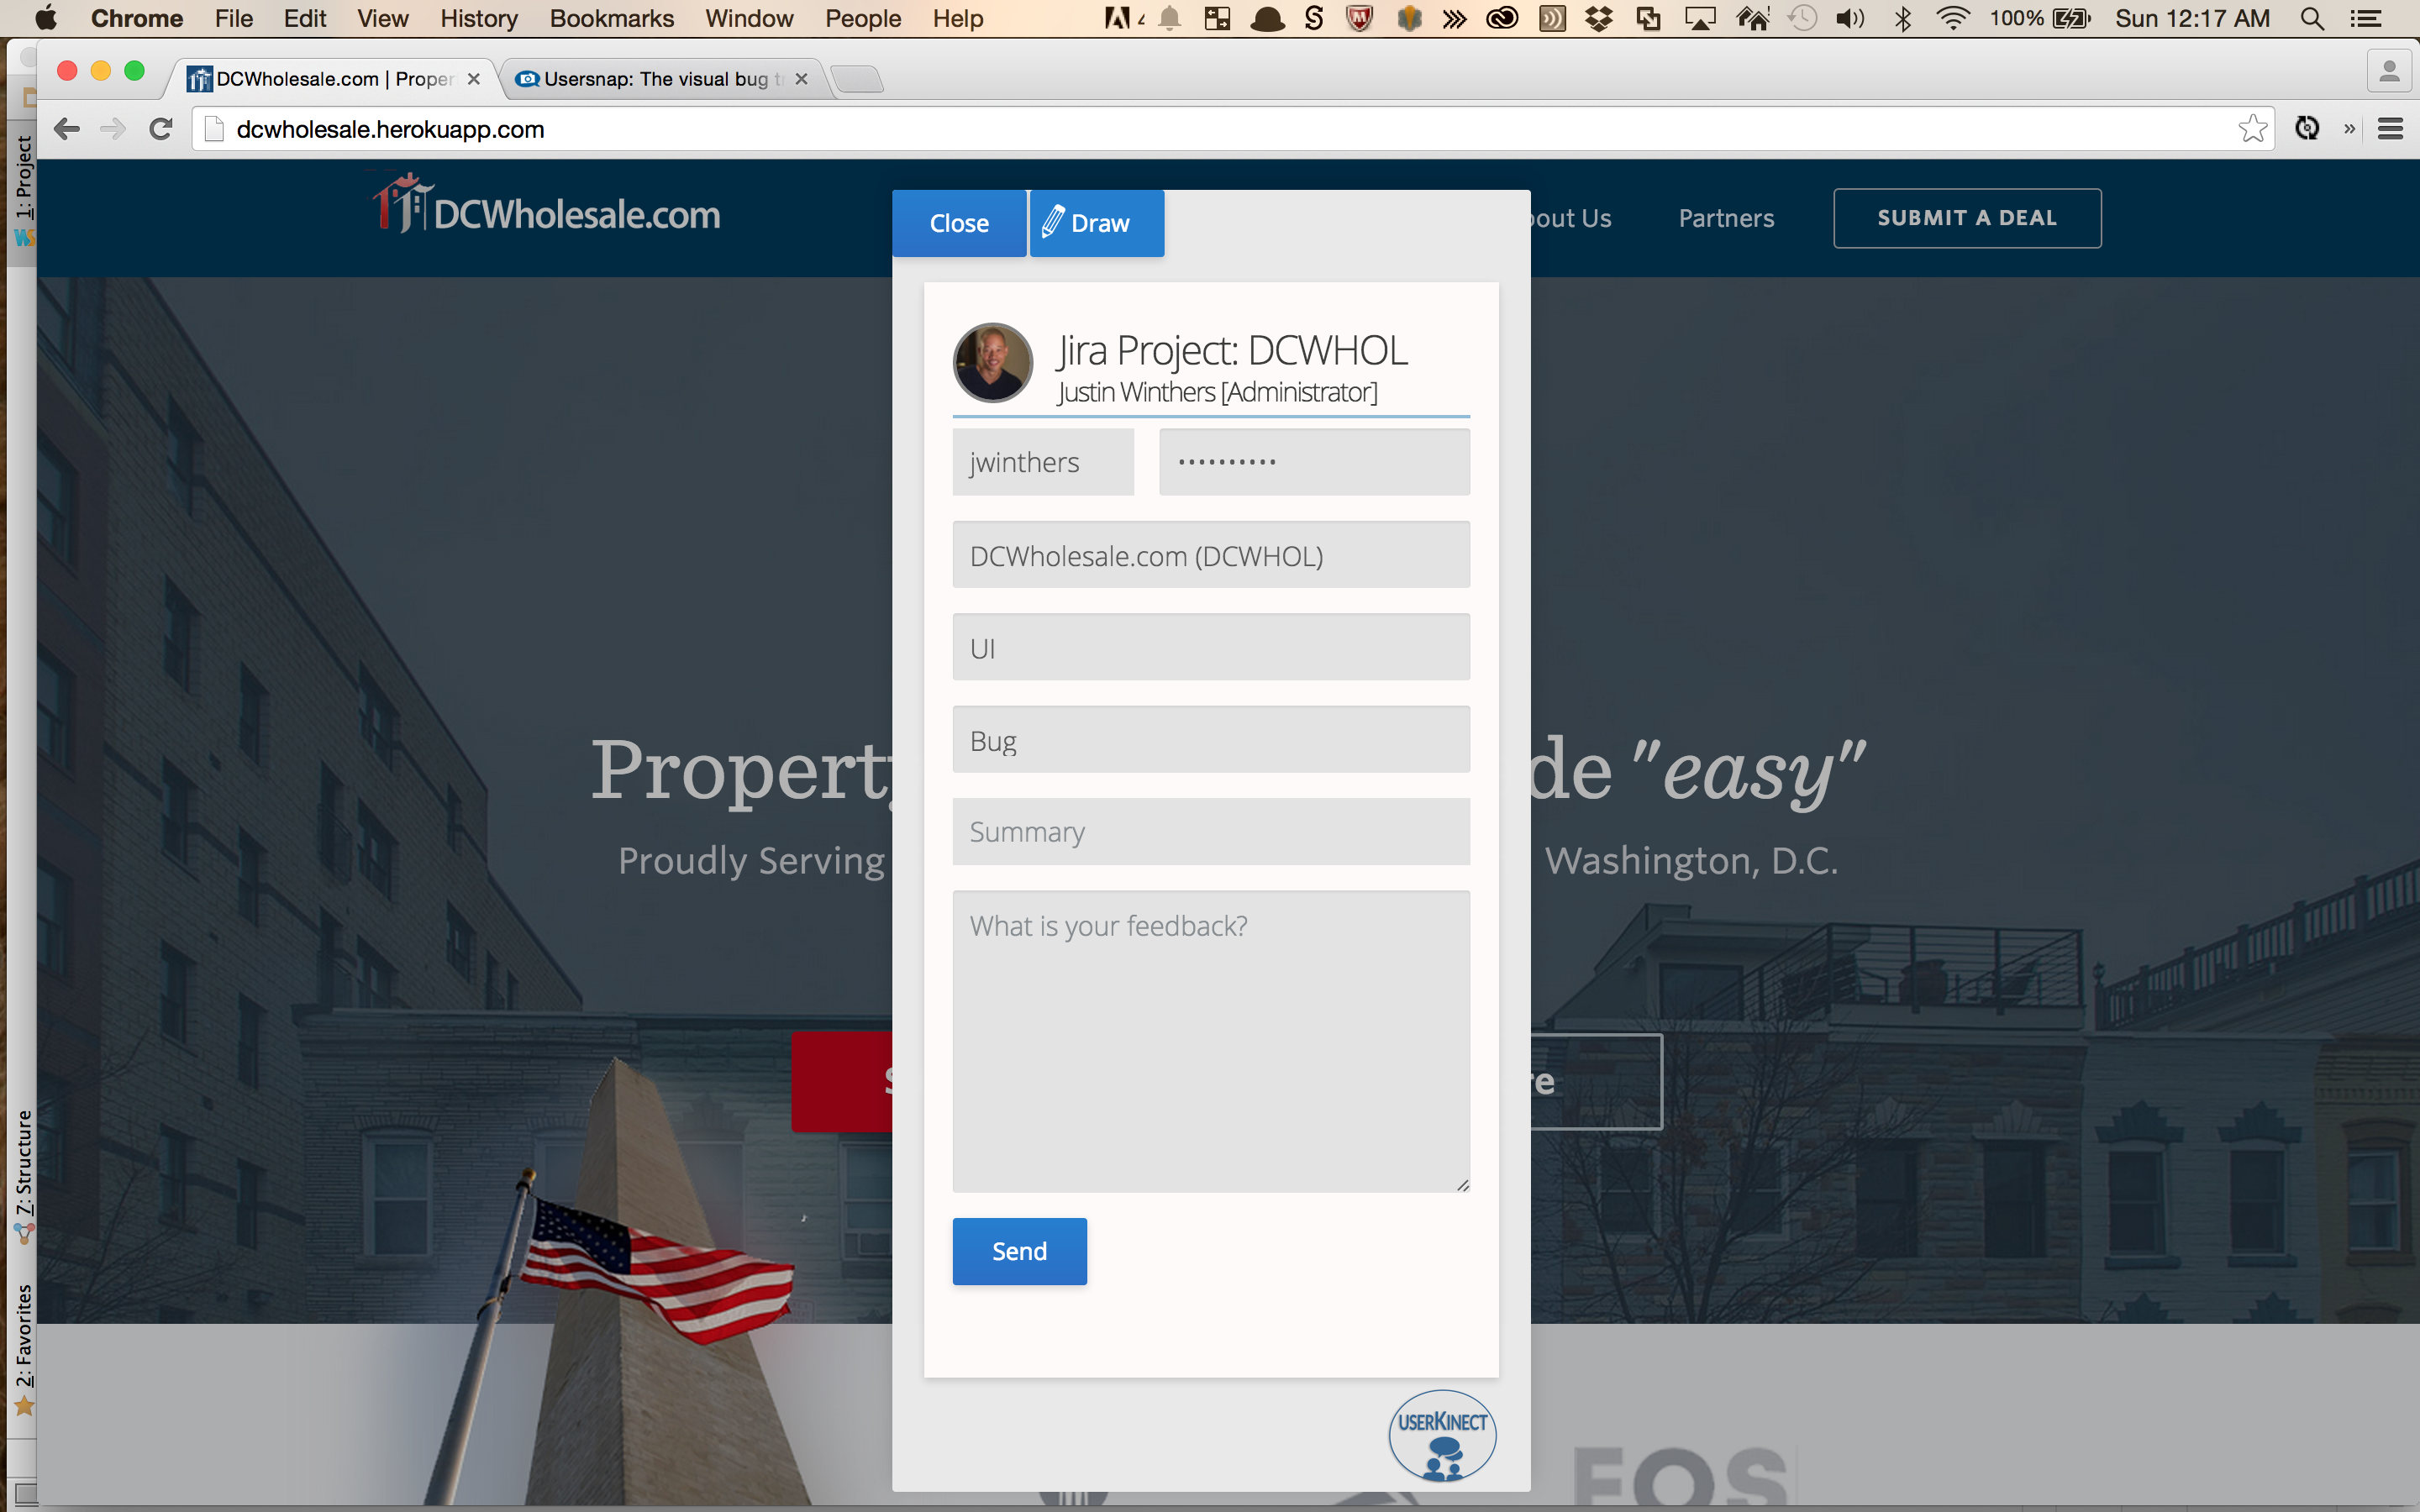 Chrome File Edit View History Bookmarks Window People Help 100% Sun 12:17 AM
DCWholesale.com | Proper
Usersnap: The visual bug t
dcwholesale.herokuapp.com
1: Project
7: Structure
2: Favorites
DCWholesale.com
out Us
Partners
SUBMIT A DEAL
Close
Draw
Jira Project: DCWHOL
Justin Winthers [Administrator]
jwinthers
••••••••••
DCWholesale.com (DCWHOL)
UI
Bug
Summary
What is your feedback?
Send
USERKINECT
Property de "easy"
Proudly Serving Washington, D.C.